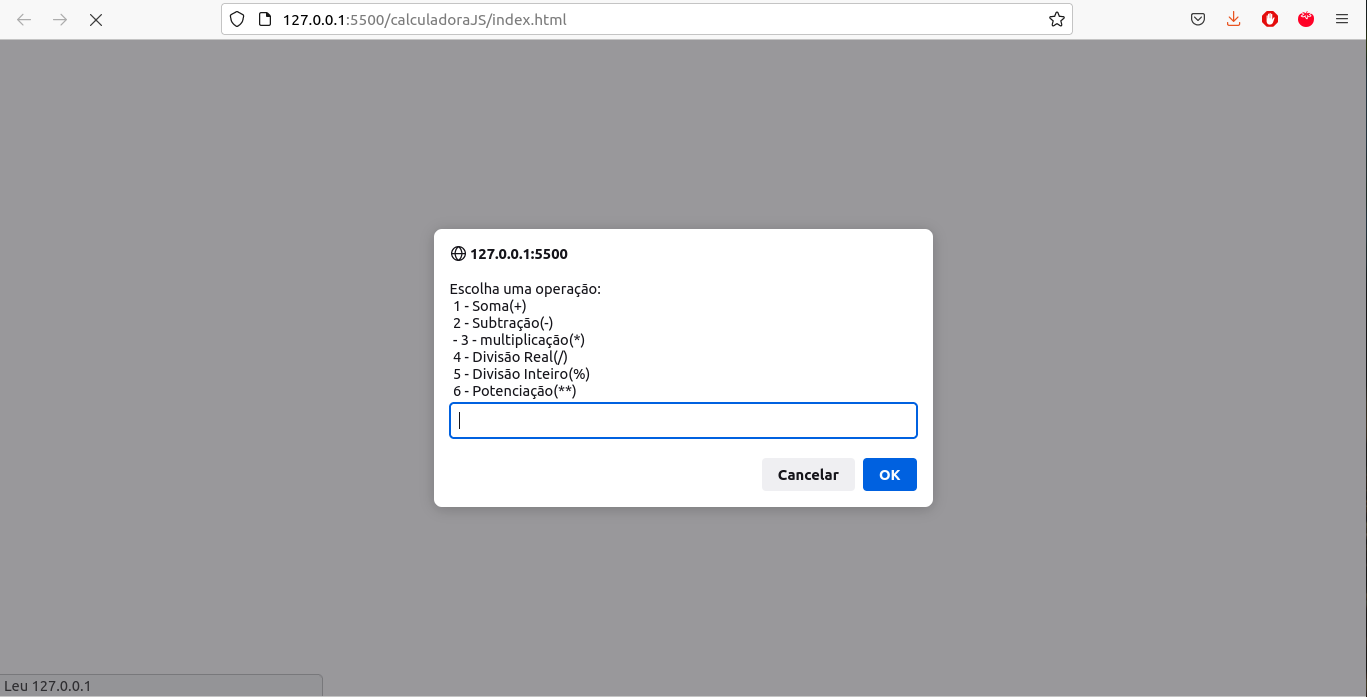 127.0.0.1:5500/calculadoraJS/index.html
127.0.0.1:5500
Escolha uma operação:
1 - Soma(+)
2 - Subtração(-)
- 3 - multiplicação(*)
4 - Divisão Real(/)
5 - Divisão Inteiro(%)
6 - Potenciação(**)
Cancelar OK
Leu 127.0.0.1